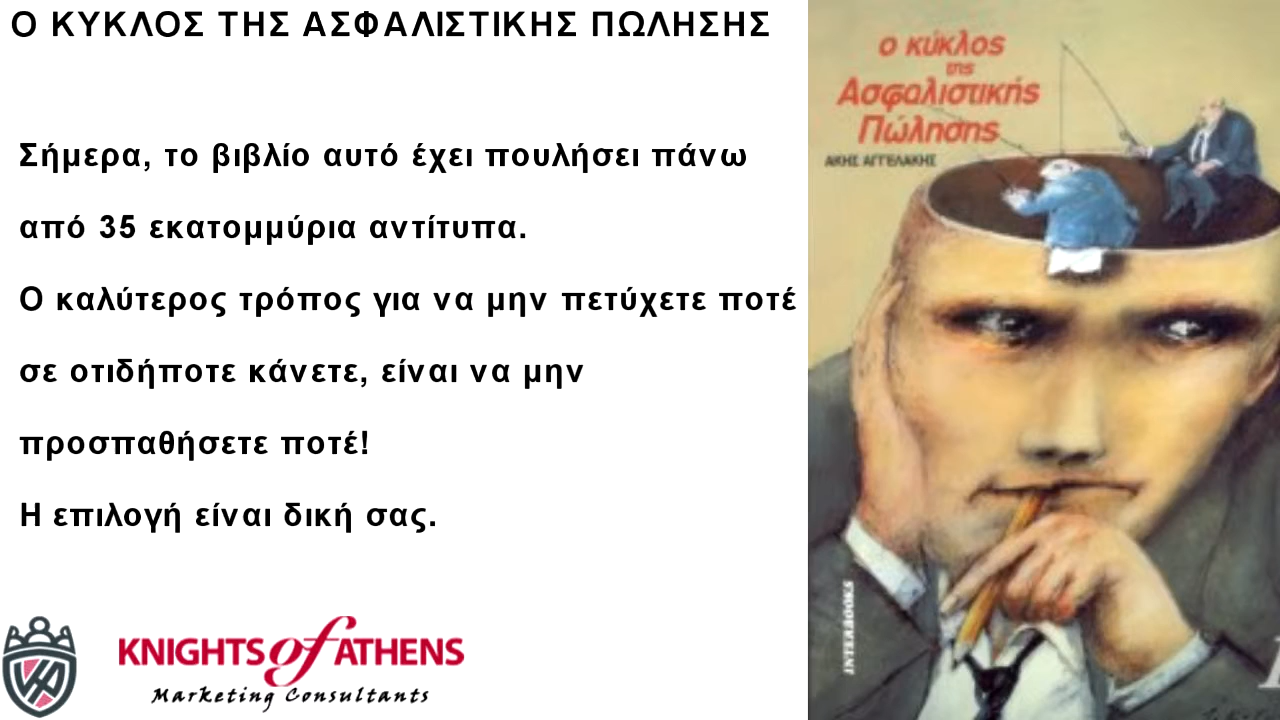 Ο ΚΥΚΛΟΣ ΤΗΣ ΑΣΦΑΛΙΣΤΙΚΗΣ ΠΩΛΗΣΗΣ
Σήμερα, το βιβλίο αυτό έχει πουλήσει πάνω
από 35 εκατομμύρια αντίτυπα.
Ο καλύτερος τρόπος για να μην πετύχετε ποτέ
σε οτιδήποτε κάνετε, είναι να μην
προσπαθήσετε ποτέ!
Η επιλογή είναι δική σας.
KNIGHTS of ATHENS
Marketing Consultants
ο κύκλος
της
Ασφαλιστικής
Πώλησης
ΑΚΗΣ ΑΓΓΕΛΑΚΗΣ
INTERBOOKS